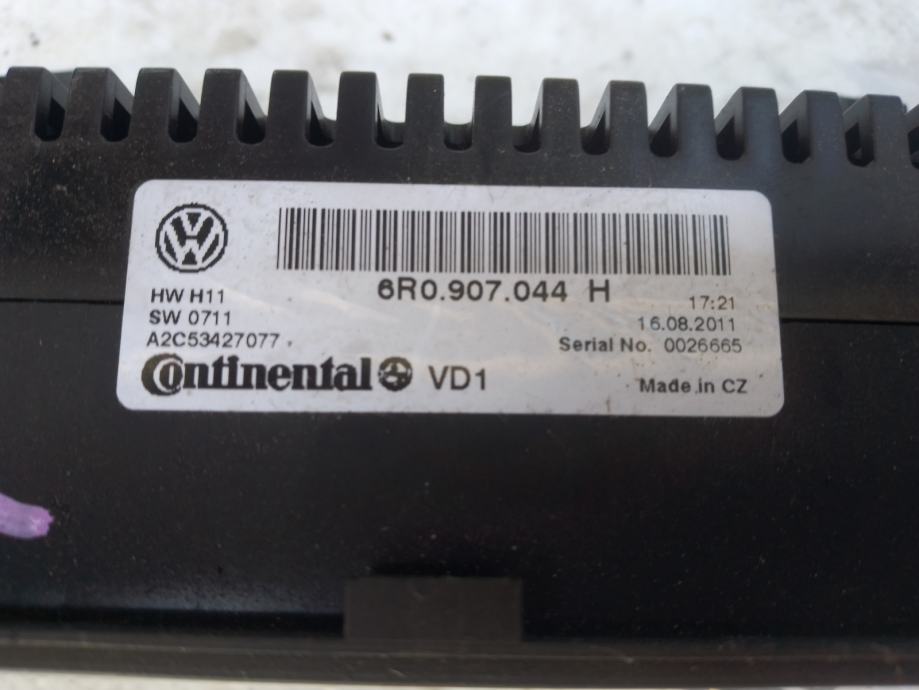 6R0.907.044 H
HW H11
SW 0711
A2C53427077
17:21
16.08.2011
Serial No. 0026665
Continental VD1
Made in CZ